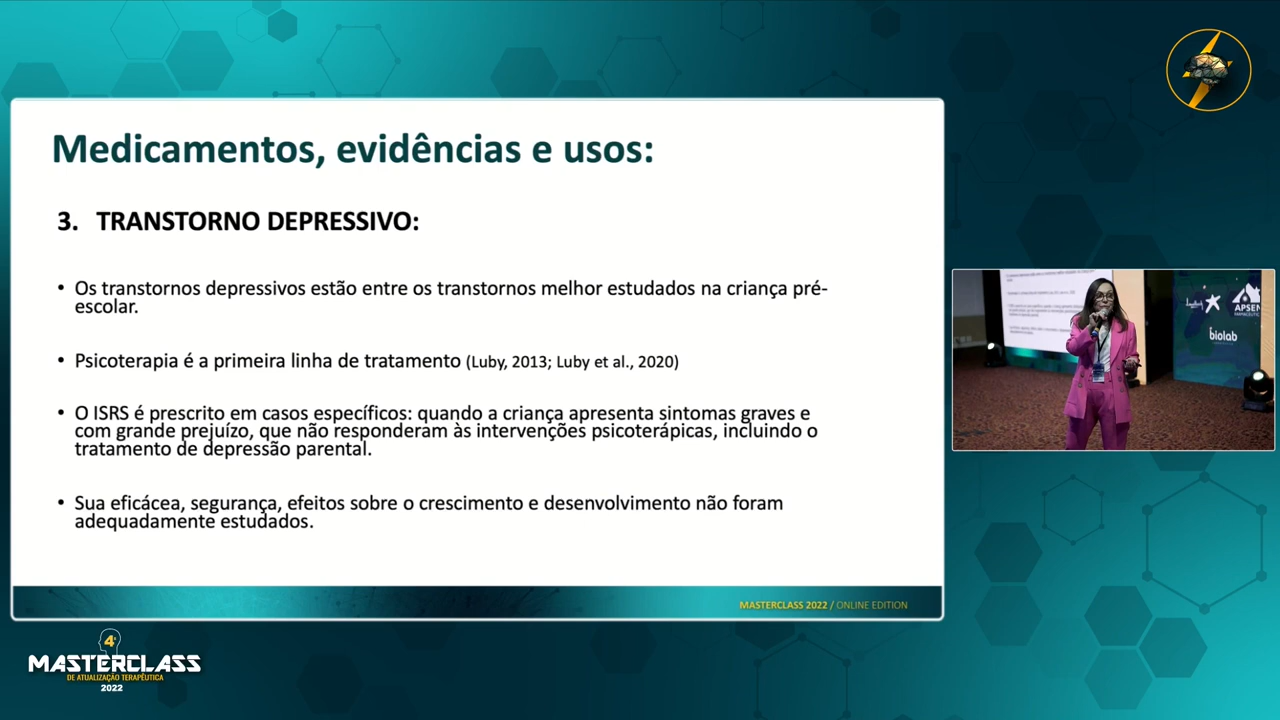 Medicamentos, evidências e usos:
3. TRANSTORNO DEPRESSIVO:
• Os transtornos depressivos estão entre os transtornos melhor estudados na criança pré-
escolar.
• Psicoterapia é a primeira linha de tratamento (Luby, 2013; Luby et al., 2020)
• O ISRS é prescrito em casos específicos: quando a criança apresenta sintomas graves e
com grande prejuízo, que não responderam às intervenções psicoterápicas, incluindo o
tratamento de depressão parental.
• Sua eficácea, segurança, efeitos sobre o crescimento e desenvolvimento não foram
adequadamente estudados.
MASTERCLASS 2022 / ONLINE EDITION
APSEN
FARMACÊUTICA
biolab
4ª
MASTERCLASS
DE ATUALIZAÇÃO TERAPÊUTICA
2022